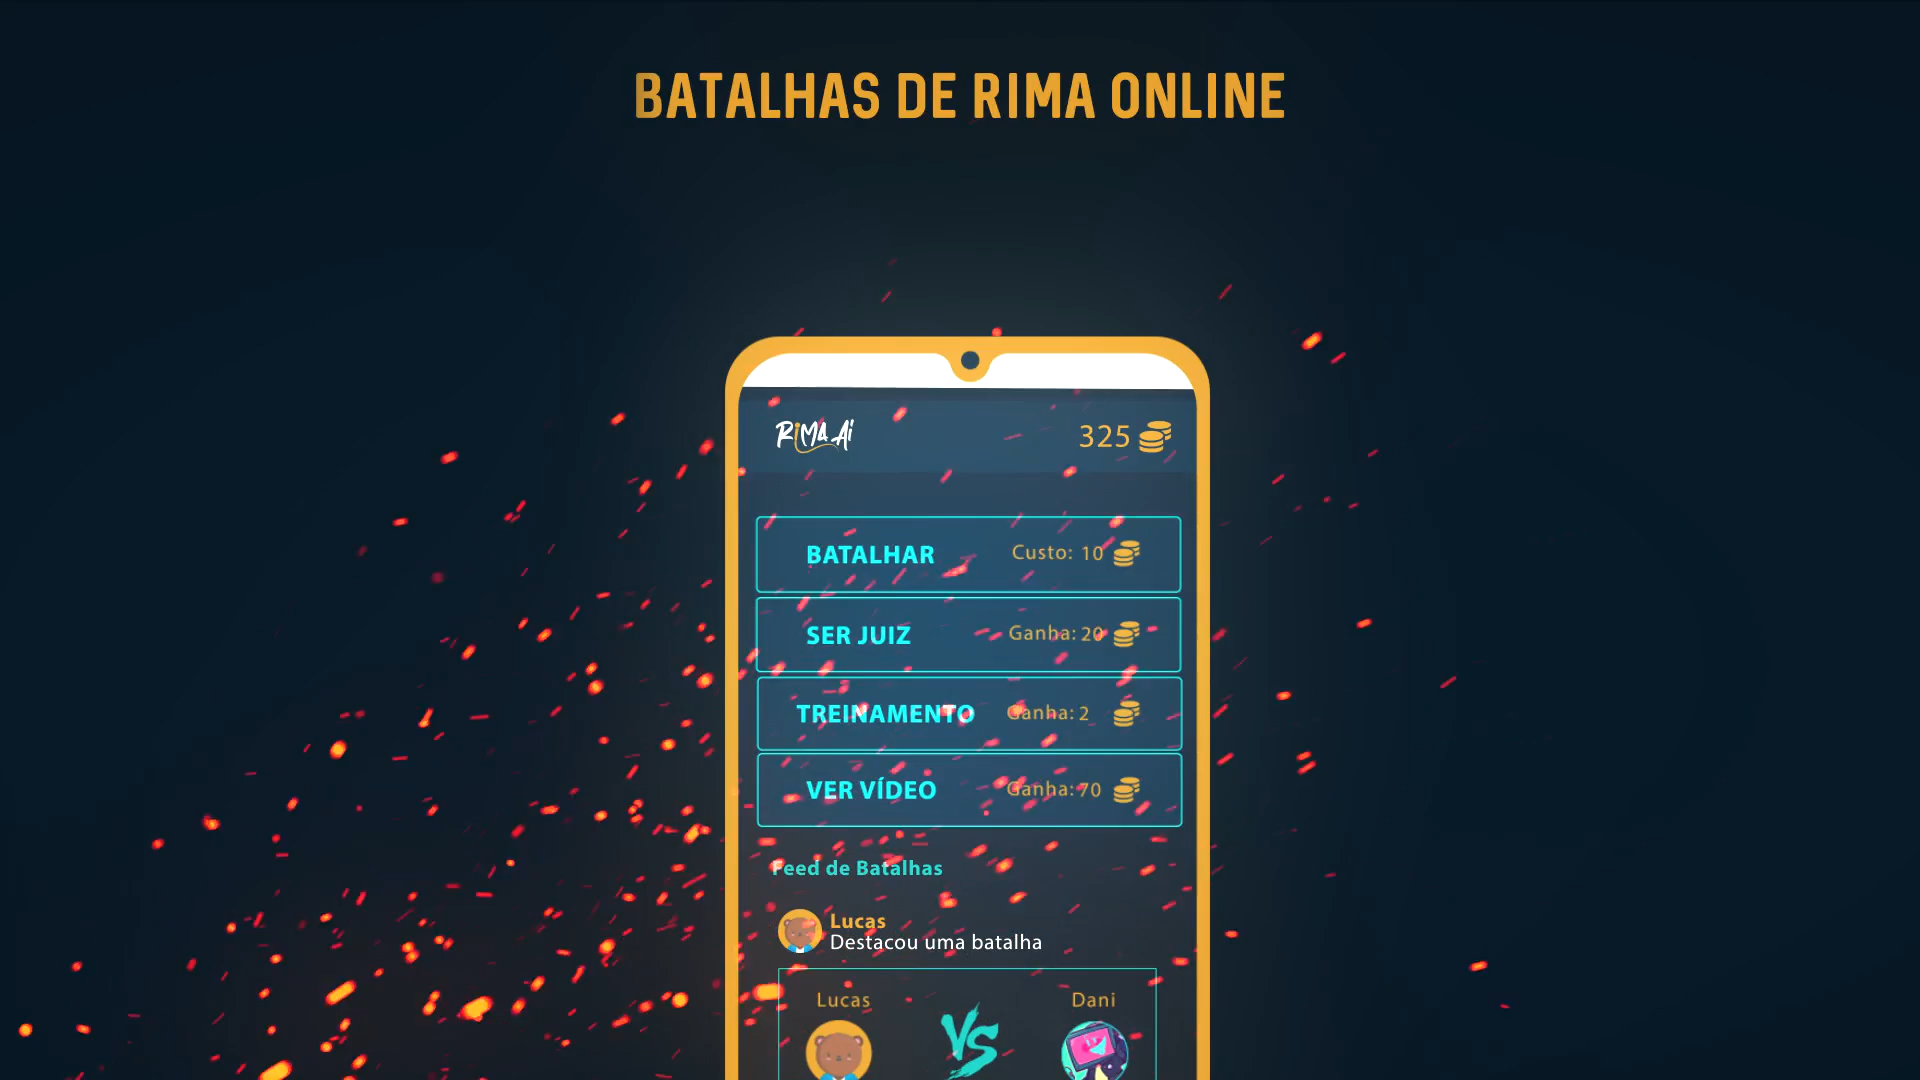 BATALHAS DE RIMA ONLINE
RiMA Aí
325
BATALHAR Custo: 10
SER JUIZ Ganha: 20
TREINAMENTO Ganha: 2
VER VÍDEO Ganha: 70
Feed de Batalhas
Lucas
Destacou uma batalha
Lucas Dani
VS